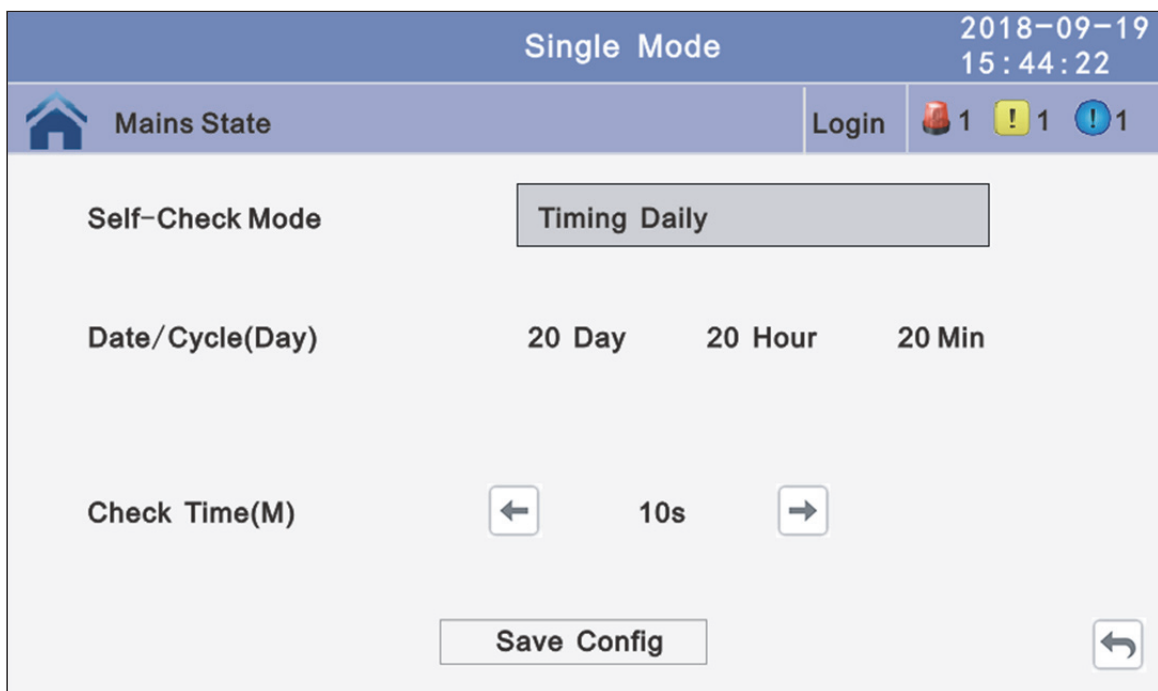 Single Mode
2018-09-19
15:44:22
Mains State
Login
1
! 1
! 1
Self-Check Mode
Timing Daily
Date/Cycle(Day)
20 Day
20 Hour
20 Min
Check Time(M)
10s
Save Config